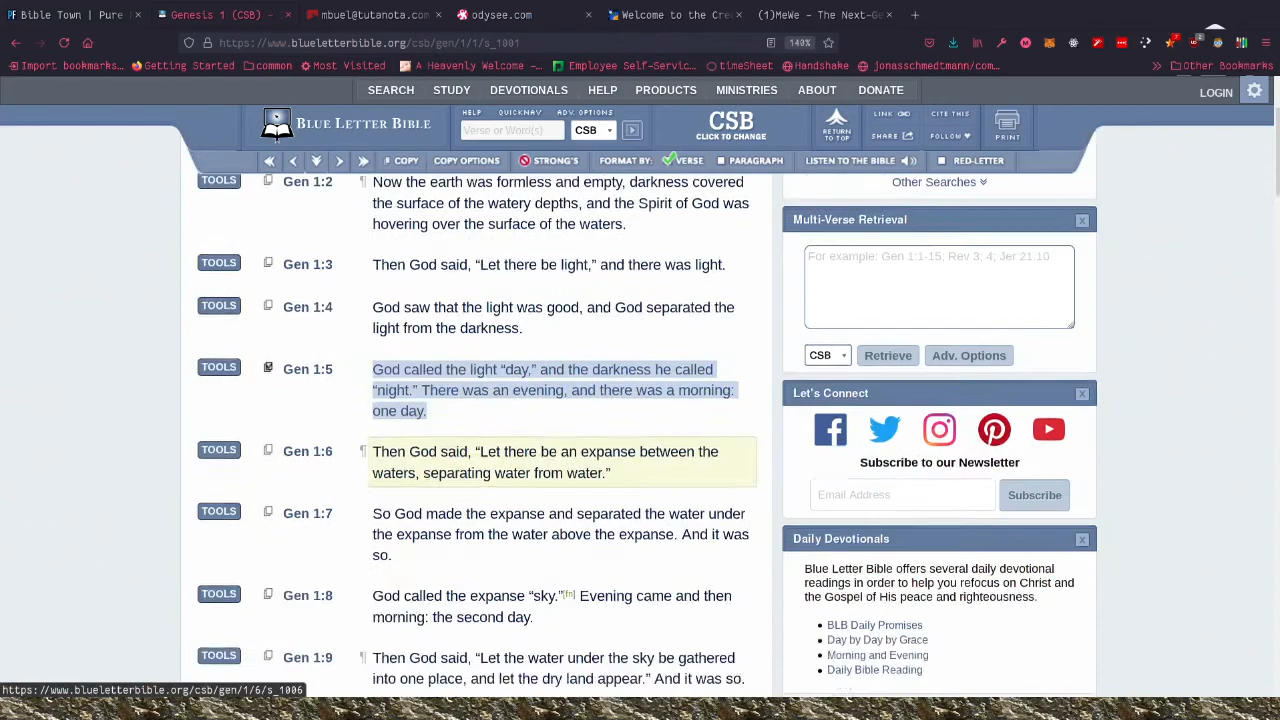 Bible Town | Pure
Genesis 1 (CSB) -
mbuel@tutanota.com
odysee.com
Welcome to the Cre
(1)MeWe - The Next-Ge
https://www.blueletterbible.org/csb/gen/1/1/s_1001
140%
Import bookmarks...
Getting Started
common
Most Visited
A Heavenly Welcome -...
Employee Self-Servic...
timeSheet
Handshake
jonasschmedtmann/com...
Other Bookmarks
SEARCH STUDY DEVOTIONALS HELP PRODUCTS MINISTRIES ABOUT DONATE
LOGIN
BLUE LETTER BIBLE
HELP QUICKNAV ADV. OPTIONS
Verse or Word(s) CSB
CSB
CLICK TO CHANGE
RETURN
TO TOP
LINK CITE THIS
SHARE FOLLOW
PRINT
COPY COPY OPTIONS STRONG'S FORMAT BY: VERSE PARAGRAPH LISTEN TO THE BIBLE RED-LETTER
TOOLS Gen 1:2 ¶ Now the earth was formless and empty, darkness covered
the surface of the watery depths, and the Spirit of God was
hovering over the surface of the waters.
TOOLS Gen 1:3 Then God said, “Let there be light,” and there was light.
TOOLS Gen 1:4 God saw that the light was good, and God separated the
light from the darkness.
TOOLS Gen 1:5 God called the light “day,” and the darkness he called
“night.” There was an evening, and there was a morning:
one day.
TOOLS Gen 1:6 ¶ Then God said, “Let there be an expanse between the
waters, separating water from water.”
TOOLS Gen 1:7 So God made the expanse and separated the water under
the expanse from the water above the expanse. And it was
so.
TOOLS Gen 1:8 God called the expanse “sky.”[fn] Evening came and then
morning: the second day.
TOOLS Gen 1:9 ¶ Then God said, “Let the water under the sky be gathered
into one place, and let the dry land appear.” And it was so.
Other Searches
Multi-Verse Retrieval X
For example: Gen 1:1-15; Rev 3; 4; Jer 21.10
CSB Retrieve Adv. Options
Let's Connect X
Subscribe to our Newsletter
Email Address Subscribe
Daily Devotionals X
Blue Letter Bible offers several daily devotional
readings in order to help you refocus on Christ and
the Gospel of His peace and righteousness.
BLB Daily Promises
Day by Day by Grace
Morning and Evening
Daily Bible Reading
https://www.blueletterbible.org/csb/gen/1/6/s_1006